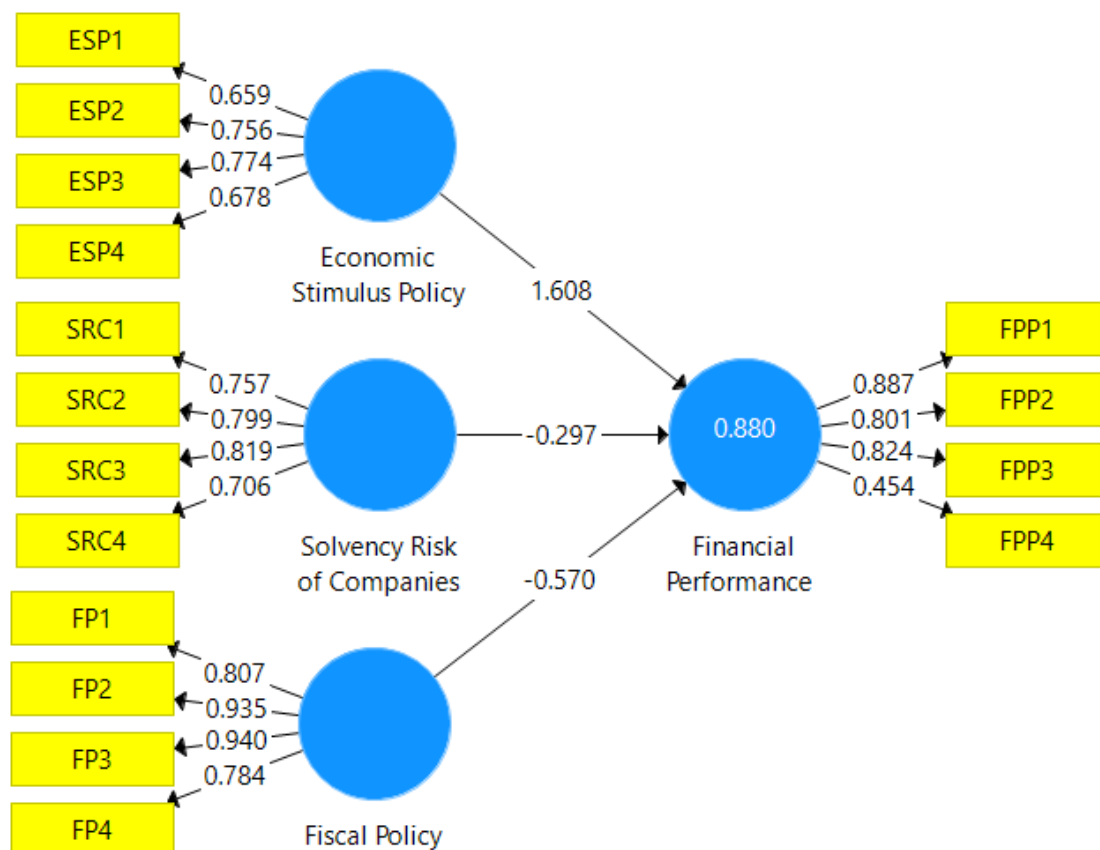 ESP1
ESP2
ESP3
ESP4
0.659
0.756
0.774
0.678
Economic
Stimulus Policy
1.608
SRC1
SRC2
SRC3
SRC4
0.757
0.799
0.819
0.706
Solvency Risk
of Companies
-0.297
FP1
FP2
FP3
FP4
0.807
0.935
0.940
0.784
Fiscal Policy
-0.570
0.880
Financial
Performance
0.887
0.801
0.824
0.454
FPP1
FPP2
FPP3
FPP4